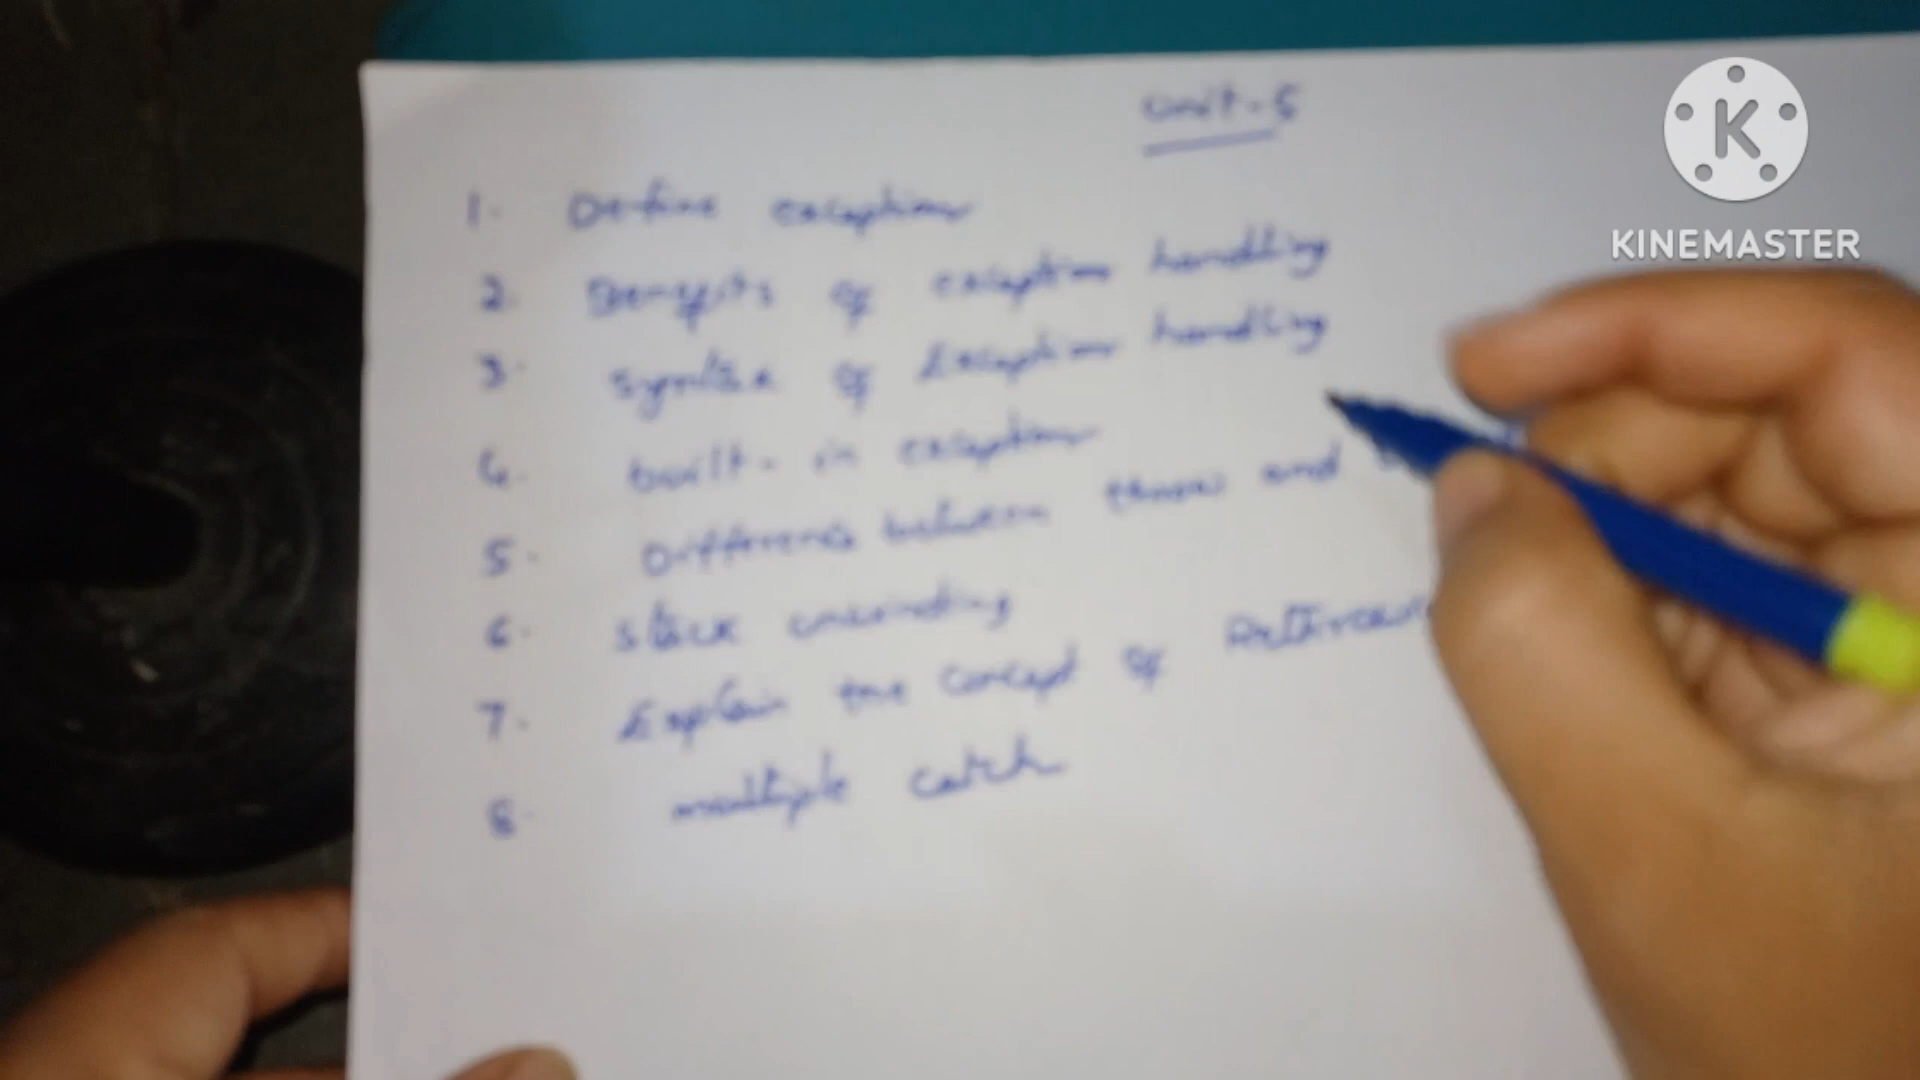 Unit-5
KINEMASTER
1. Define exception
2. Benefits of exception handling
3. Syntax of Exception handling
4. built-in exception
5. Difference between throw and
6. Stack unwinding
7. Explain the concept of
8. multiple catch